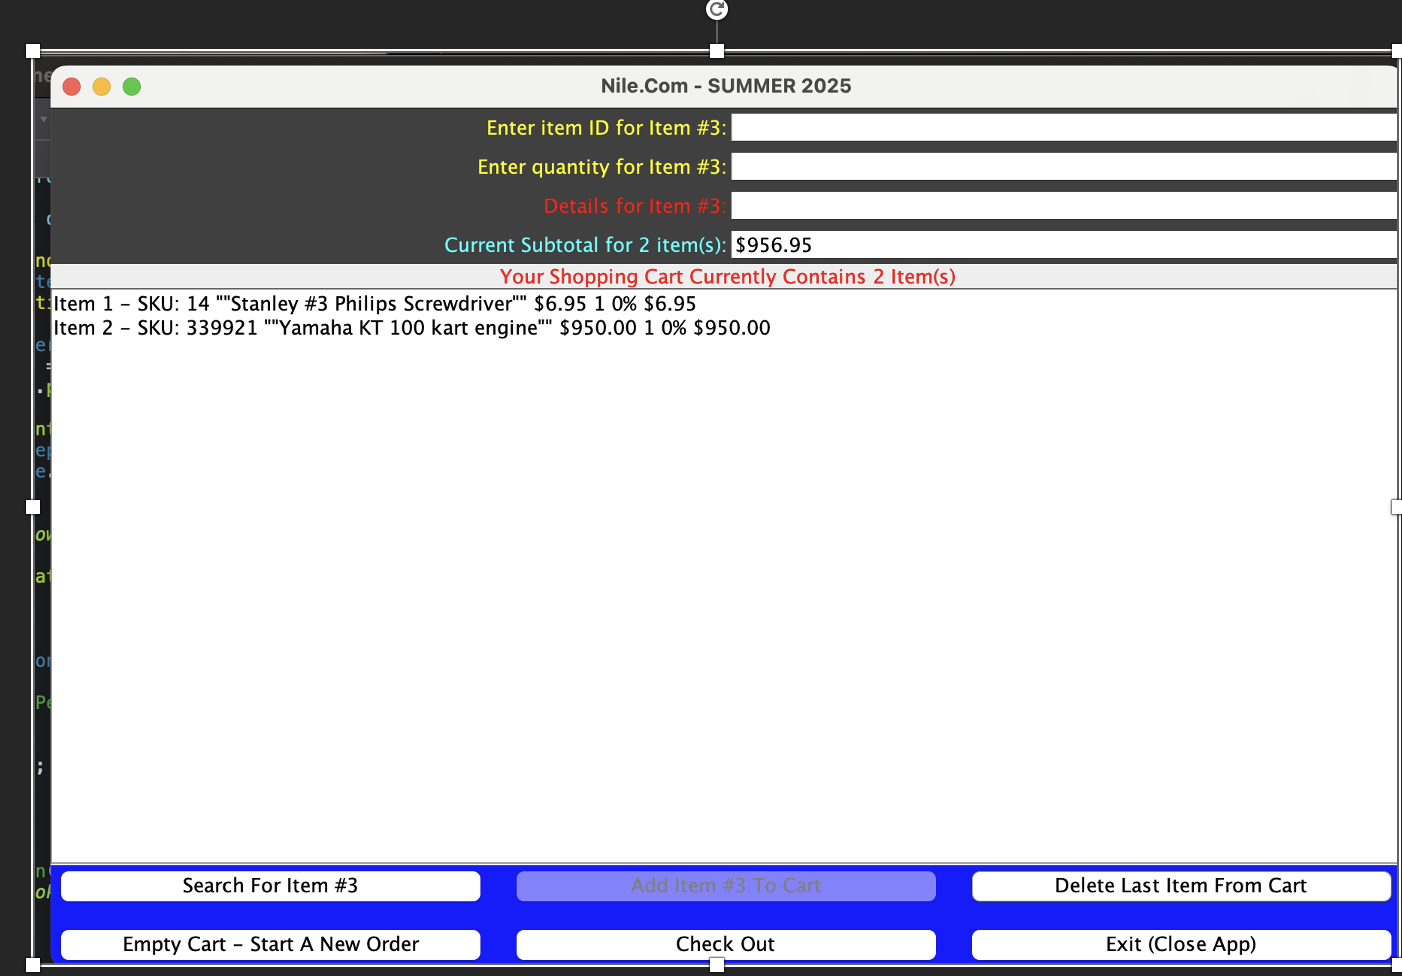 Nile.Com - SUMMER 2025
Enter item ID for Item #3:
Enter quantity for Item #3:
Details for Item #3:
Current Subtotal for 2 item(s): $956.95
Your Shopping Cart Currently Contains 2 Item(s)
Item 1 - SKU: 14 ""Stanley #3 Philips Screwdriver"" $6.95 1 0% $6.95
Item 2 - SKU: 339921 ""Yamaha KT 100 kart engine"" $950.00 1 0% $950.00
Search For Item #3 Add Item #3 To Cart Delete Last Item From Cart
Empty Cart - Start A New Order Check Out Exit (Close App)